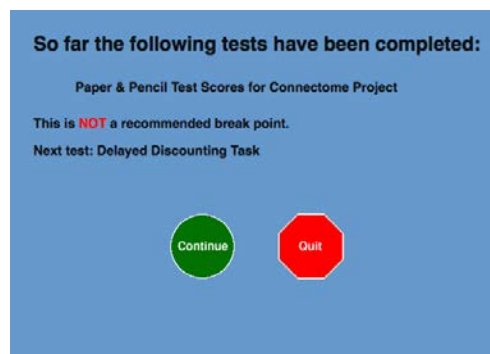 So far the following tests have been completed:
Paper & Pencil Test Scores for Connectome Project
This is NOT a recommended break point.
Next test: Delayed Discounting Task
Continue
Quit